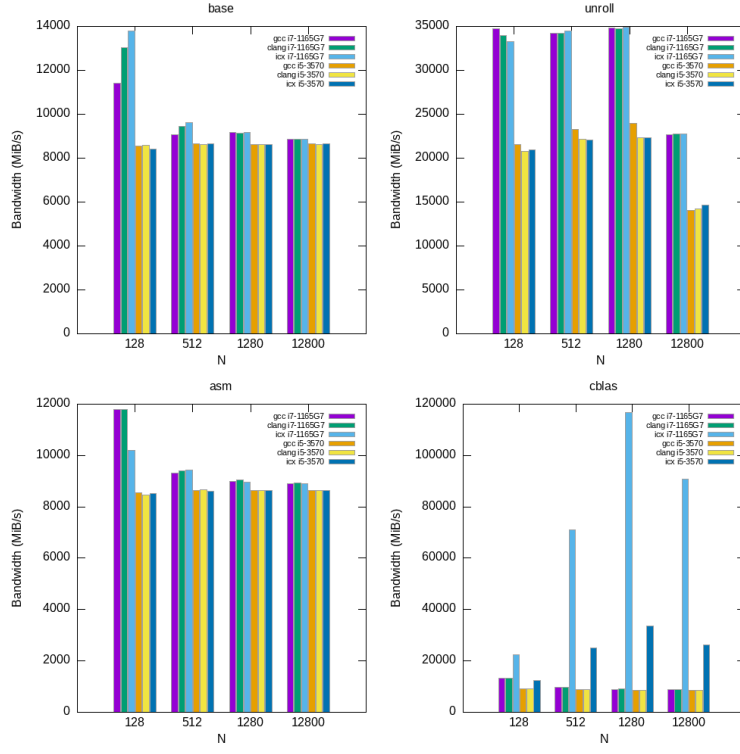 base
14000
12000
10000
8000
6000
4000
2000
0
Bandwidth (MiB/s)
gcc i7-1165G7
clang i7-1165G7
icx i7-1165G7
gcc i5-3570
clang i5-3570
icx i5-3570
128 512 1280 12800
N
unroll
35000
30000
25000
20000
15000
10000
5000
0
Bandwidth (MiB/s)
gcc i7-1165G7
clang i7-1165G7
icx i7-1165G7
gcc i5-3570
clang i5-3570
icx i5-3570
128 512 1280 12800
N
asm
12000
10000
8000
6000
4000
2000
0
Bandwidth (MiB/s)
gcc i7-1165G7
clang i7-1165G7
icx i7-1165G7
gcc i5-3570
clang i5-3570
icx i5-3570
128 512 1280 12800
N
cblas
120000
100000
80000
60000
40000
20000
0
Bandwidth (MiB/s)
gcc i7-1165G7
clang i7-1165G7
icx i7-1165G7
gcc i5-3570
clang i5-3570
icx i5-3570
128 512 1280 12800
N